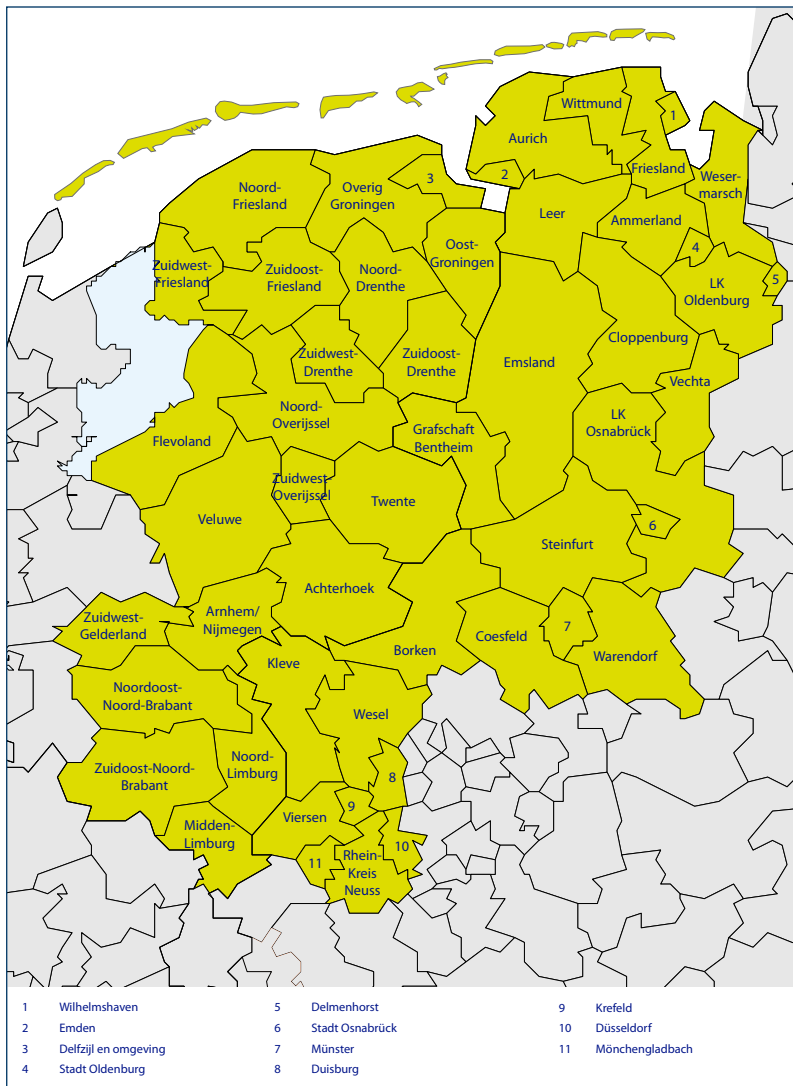 Wittmund
1
Aurich
2
Friesland
Weser-
marsch
3
Noord-
Friesland
Overig
Groningen
Leer
Ammerland
4
Oost-
Groningen
Zuidwest-
Friesland
Zuidoost-
Friesland
Noord-
Drenthe
LK
Oldenburg
5
Cloppenburg
Zuidwest-
Drenthe
Zuidoost-
Drenthe
Emsland
Vechta
Noord-
Overijssel
Grafschaft
Bentheim
LK
Osnabrück
Flevoland
Zuidwest-
Overijssel
Twente
Veluwe
6
Steinfurt
Achterhoek
Zuidwest-
Gelderland
Arnhem/
Nijmegen
7
Coesfeld
Borken
Warendorf
Kleve
Noordoost-
Noord-Brabant
Wesel
Zuidoost-Noord-
Brabant
Noord-
Limburg
8
9
Viersen
Midden-
Limburg
10
11
Rhein-
Kreis
Neuss
1 Wilhelmshaven
2 Emden
3 Delfzijl en omgeving
4 Stadt Oldenburg
5 Delmenhorst
6 Stadt Osnabrück
7 Münster
8 Duisburg
9 Krefeld
10 Düsseldorf
11 Mönchengladbach